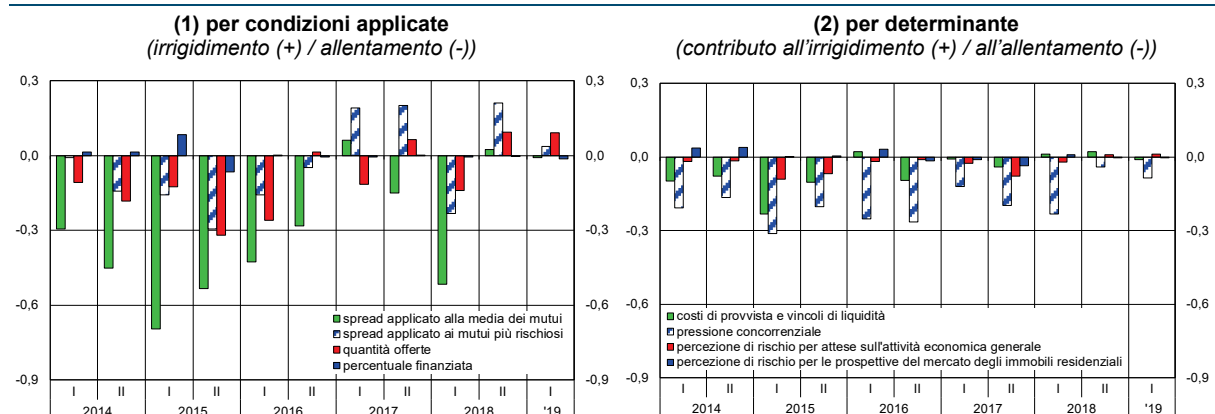 (1) per condizioni applicate
(irrigidimento (+) / allentamento (-))
0,3 0,3
0,0 0,0
-0,3 -0,3
-0,6 -0,6
-0,9 -0,9
spread applicato alla media dei mutui
spread applicato ai mutui più rischiosi
quantità offerte
percentuale finanziata
I II I II I II I II I II I
2014 2015 2016 2017 2018 '19
(2) per determinante
(contributo all'irrigidimento (+) / all'allentamento (-))
0,3 0,3
0,0 0,0
-0,3 -0,3
-0,6 -0,6
-0,9 -0,9
costi di provvista e vincoli di liquidità
pressione concorrenziale
percezione di rischio per attese sull'attività economica generale
percezione di rischio per le prospettive del mercato degli immobili residenziali
I II I II I II I II I II I
2014 2015 2016 2017 2018 '19